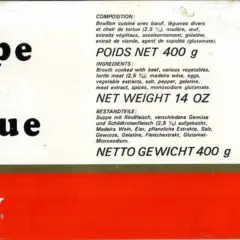 pe
ue
COMPOSITION:
Bouillon cuisiné avec bœuf, légumes divers
et chair de tortue (2,5 %), madère, œuf,
extraits végétaux, assaisonnement, gélatine,
extrait de viande, agent de sapidité (glutamate).
POIDS NET 400 g
INGREDIENTS:
Broth cooked with beef, various vegetables,
turtle meat (2,5 %), madeira wine, eggs,
vegetable extracts, salt, pepper, gelatine,
meat extract, spices, monosodium glutamate.
NET WEIGHT 14 OZ
BESTANDTEILE:
Suppe mit Rindfleisch, verschiedene Gemüse
und Schildkrotenfleisch (2,5 %) aufgekocht,
Madeira Wein, Eier, pflanzliche Extrakte, Salz,
Gewürze, Gelatine, Fleischextrakt, Glutamat-
Monosodium.
NETTO GEWICHT 400 g